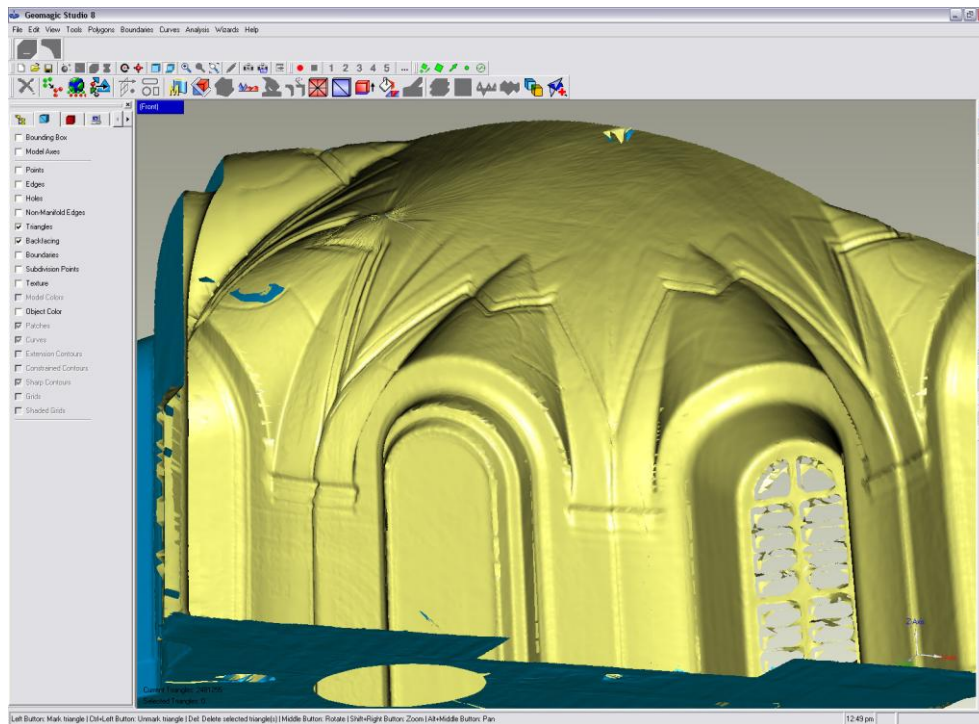 Geomagic Studio 8
File Edit View Tools Polygons Boundaries Curves Analysis Wizards Help
1 2 3 4 5 ...
(Front)
Bounding Box
Model Axes
Points
Edges
Holes
Non-Manifold Edges
Triangles
Backfacing
Boundaries
Subdivision Points
Texture
Model Colors
Object Color
Patches
Curves
Extension Contours
Constrained Contours
Sharp Contours
Grids
Shaded Grids
Z Axis
Current Triangles:
Selected Triangles: 0
Left Button: Mark triangle | Ctrl+Left Button: Unmark triangle | Del: Delete selected triangle(s) | Middle Button: Rotate | Shift+Right Button: Zoom | Alt+Middle Button: Pan
12:49 pm